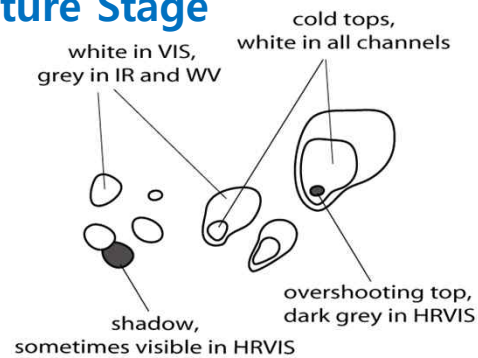 ture Stage
cold tops,
white in all channels
white in VIS,
grey in IR and WV
overshooting top,
dark grey in HRVIS
shadow,
sometimes visible in HRVIS